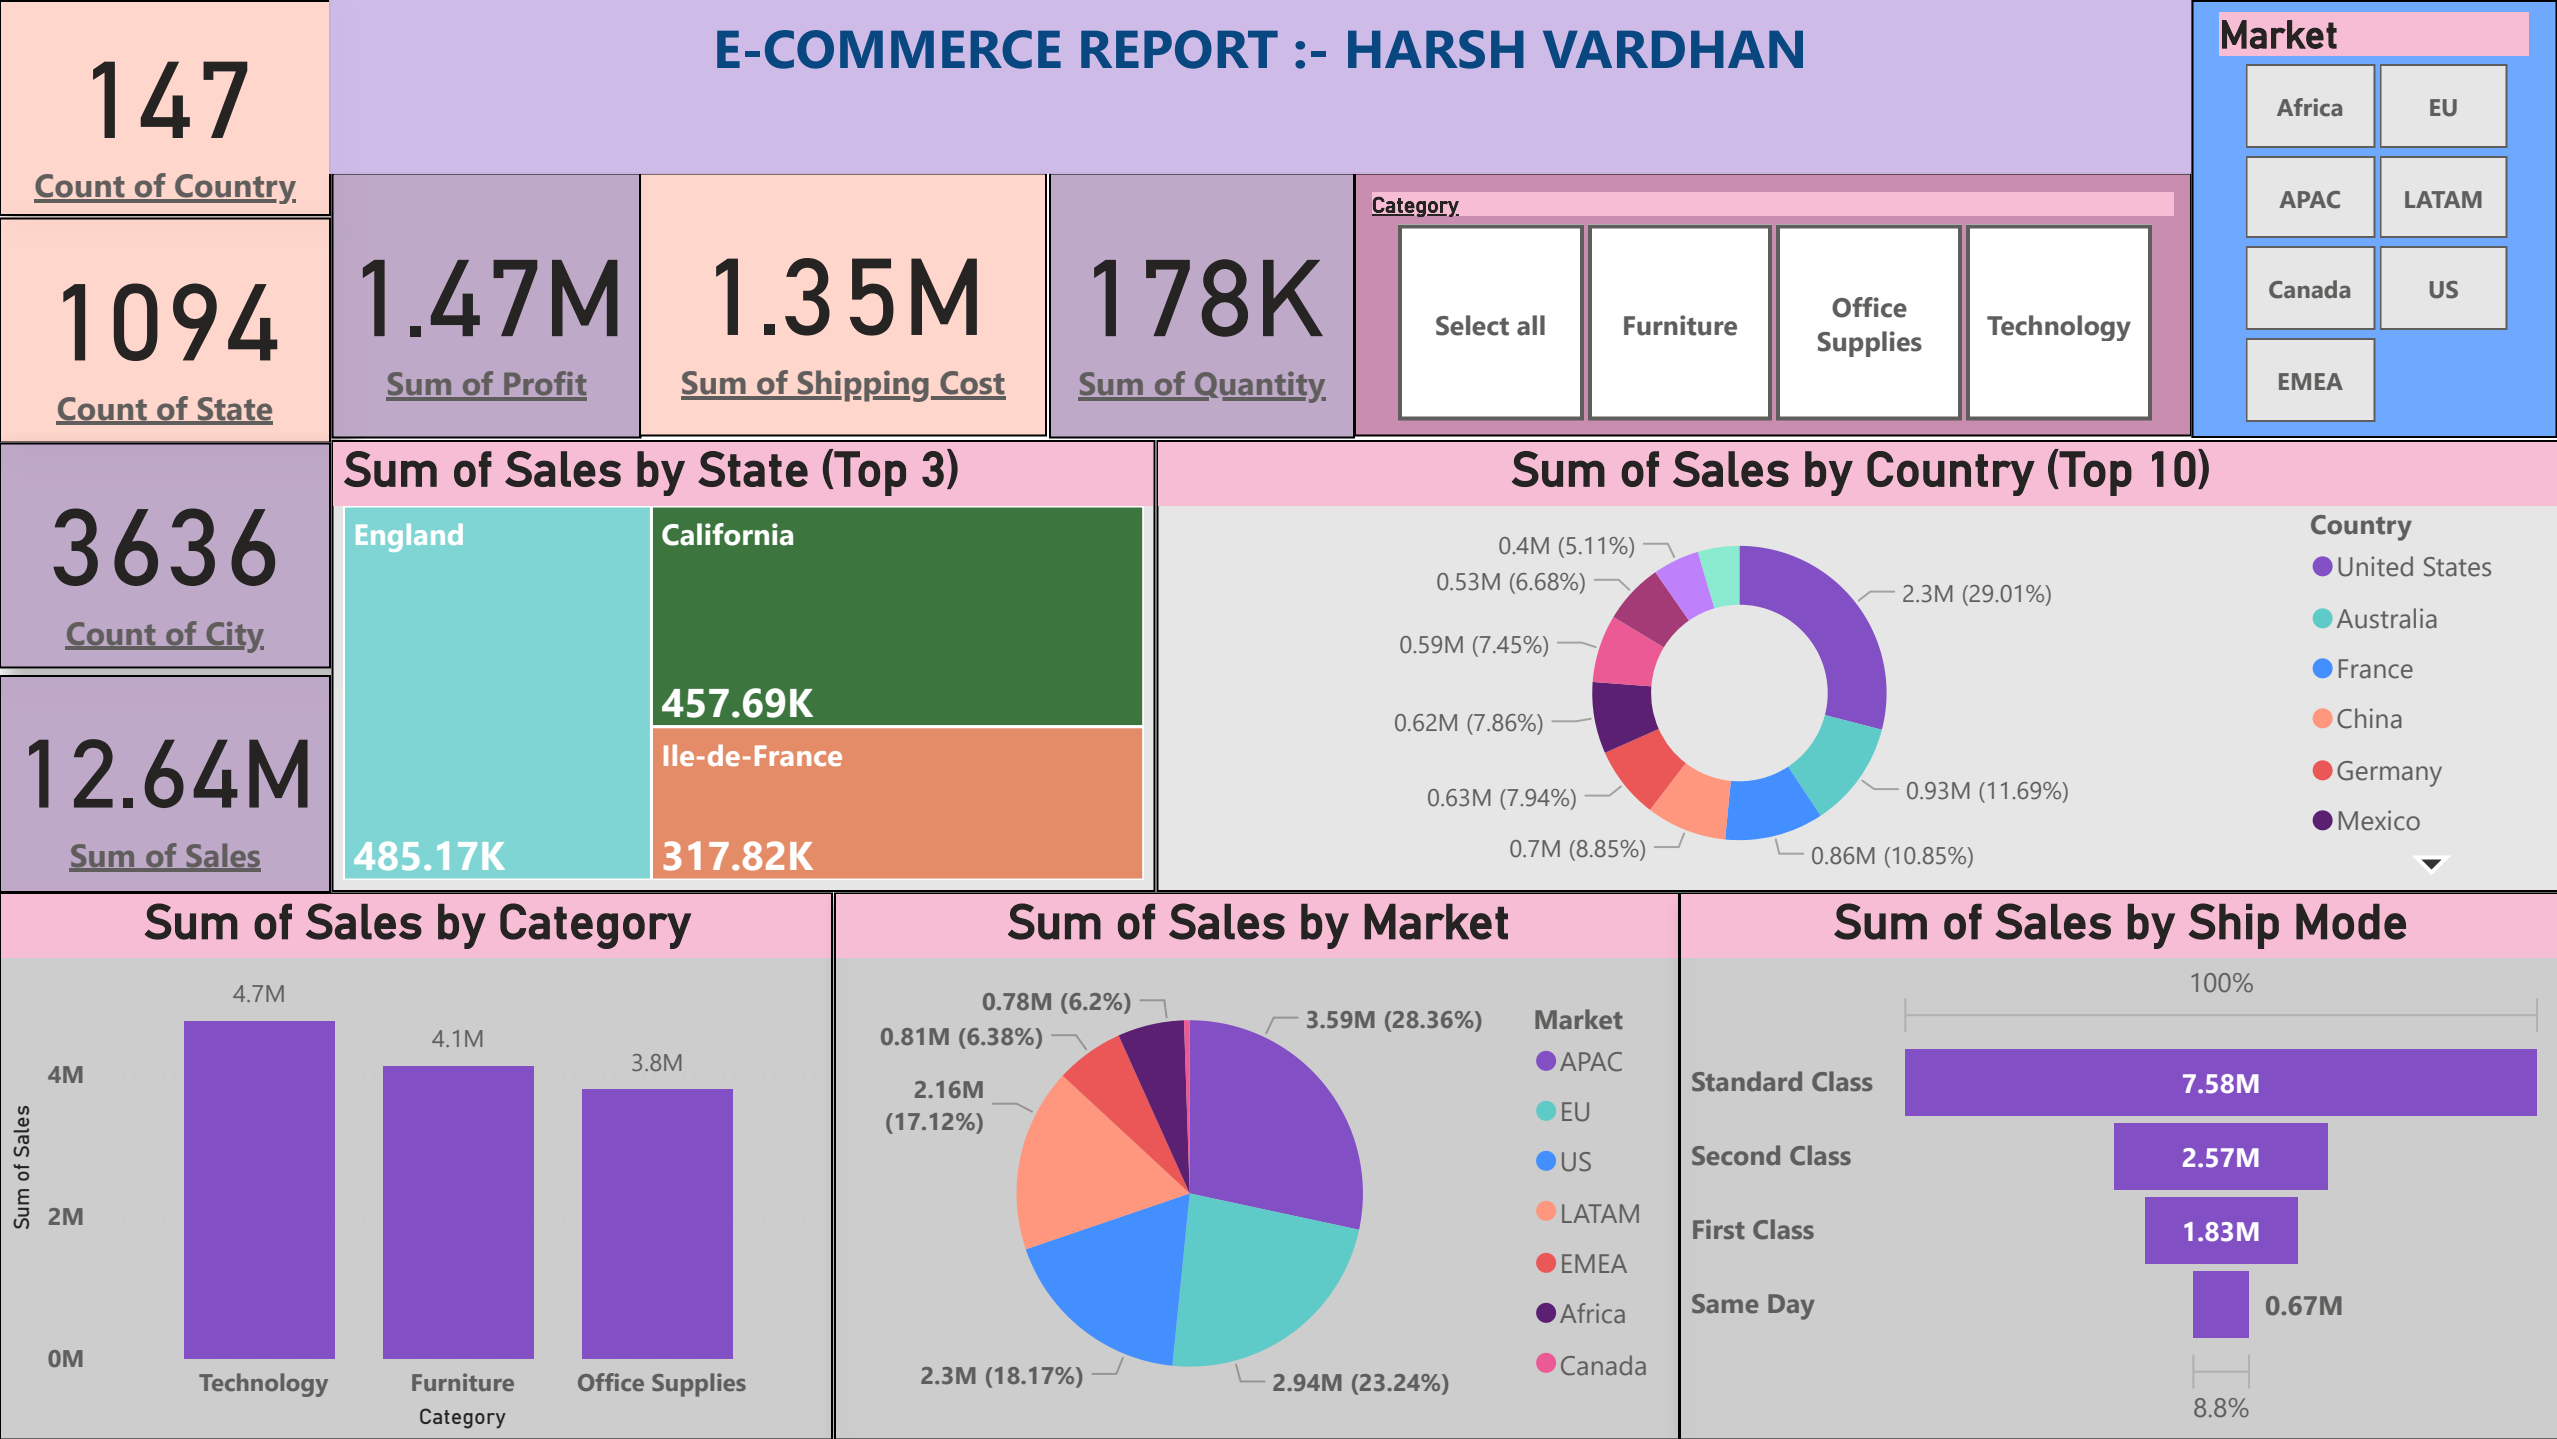 147
Count of Country
1094
Count of State
3636
Count of City
12.64M
Sum of Sales
E-COMMERCE REPORT :- HARSH VARDHAN
1.47M
Sum of Profit
1.35M
Sum of Shipping Cost
178K
Sum of Quantity
Category
Select all
Furniture
Office
Supplies
Technology
Market
Africa
EU
APAC
LATAM
Canada
US
EMEA
Sum of Sales by State (Top 3)
England
485.17K
California
457.69K
Ile-de-France
317.82K
Sum of Sales by Country (Top 10)
0.4M (5.11%)
0.53M (6.68%)
0.59M (7.45%)
0.62M (7.86%)
0.63M (7.94%)
0.7M (8.85%)
2.3M (29.01%)
0.93M (11.69%)
0.86M (10.85%)
Country
United States
Australia
France
China
Germany
Mexico
Sum of Sales by Category
Sum of Sales
4M
2M
0M
4.7M
4.1M
3.8M
Technology
Furniture
Office Supplies
Category
Sum of Sales by Market
0.78M (6.2%)
0.81M (6.38%)
2.16M
(17.12%)
2.3M (18.17%)
3.59M (28.36%)
2.94M (23.24%)
Market
APAC
EU
US
LATAM
EMEA
Africa
Canada
Sum of Sales by Ship Mode
100%
Standard Class
7.58M
Second Class
2.57M
First Class
1.83M
Same Day
0.67M
8.8%